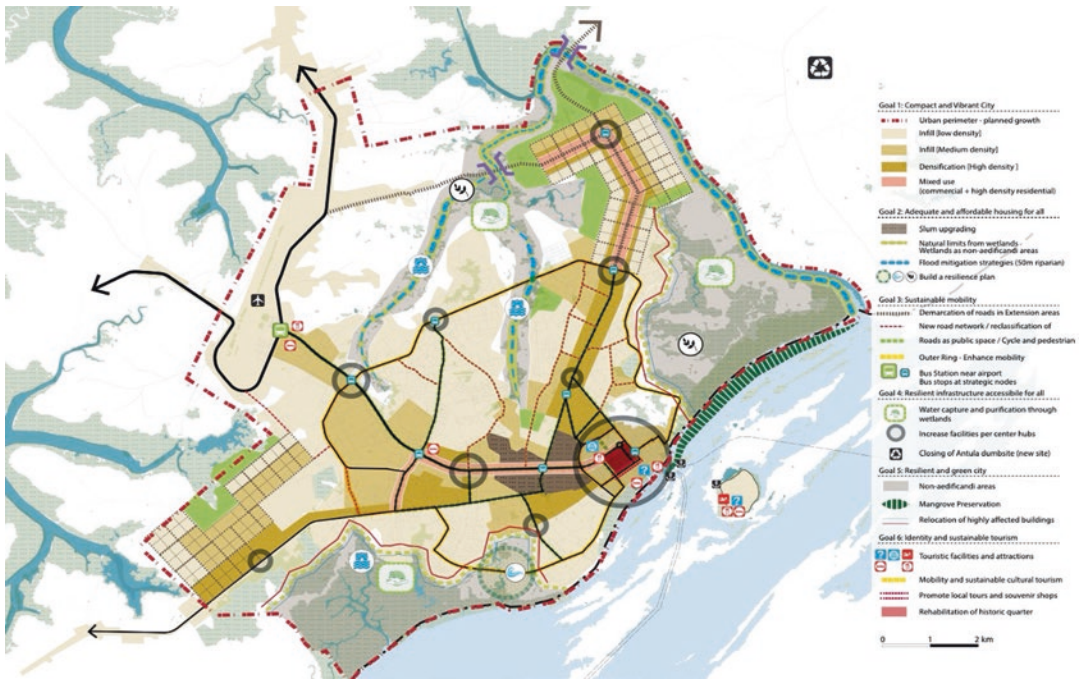 Goal 1: Compact and Vibrant City
Urban perimeter - planned growth
Infill [low density]
Infill [Medium density]
Densification [High density ]
Mixed use
(commercial + high density residential)
Goal 2: Adequate and affordable housing for all
Slum upgrading
Natural limits from wetlands
Wetlands as non-aedificandi areas
Flood mitigation strategies (50m riparian)
Build a resilience plan
Goal 3: Sustainable mobility
Demarcation of roads in Extension areas
New road network / reclassification of
Roads as public space / Cycle and pedestrian
Outer Ring - Enhance mobility
Bus Station near airport
Bus stops at strategic nodes
Goal 4: Resilient infrastructure accessibile for all
Water capture and purification through
wetlands
Increase facilities per center hubs
Closing of Antula dumbsite (new site)
Goal 5: Resilient and green city
Non-aedificandi areas
Mangrove Preservation
Relocation of highly affected buildings
Goal 6: Identity and sustainable tourism
Touristic facilities and attractions
Mobility and sustainable cultural tourism
Promote local tours and souvenir shops
Rehabilitation of historic quarter
0 1 2 km